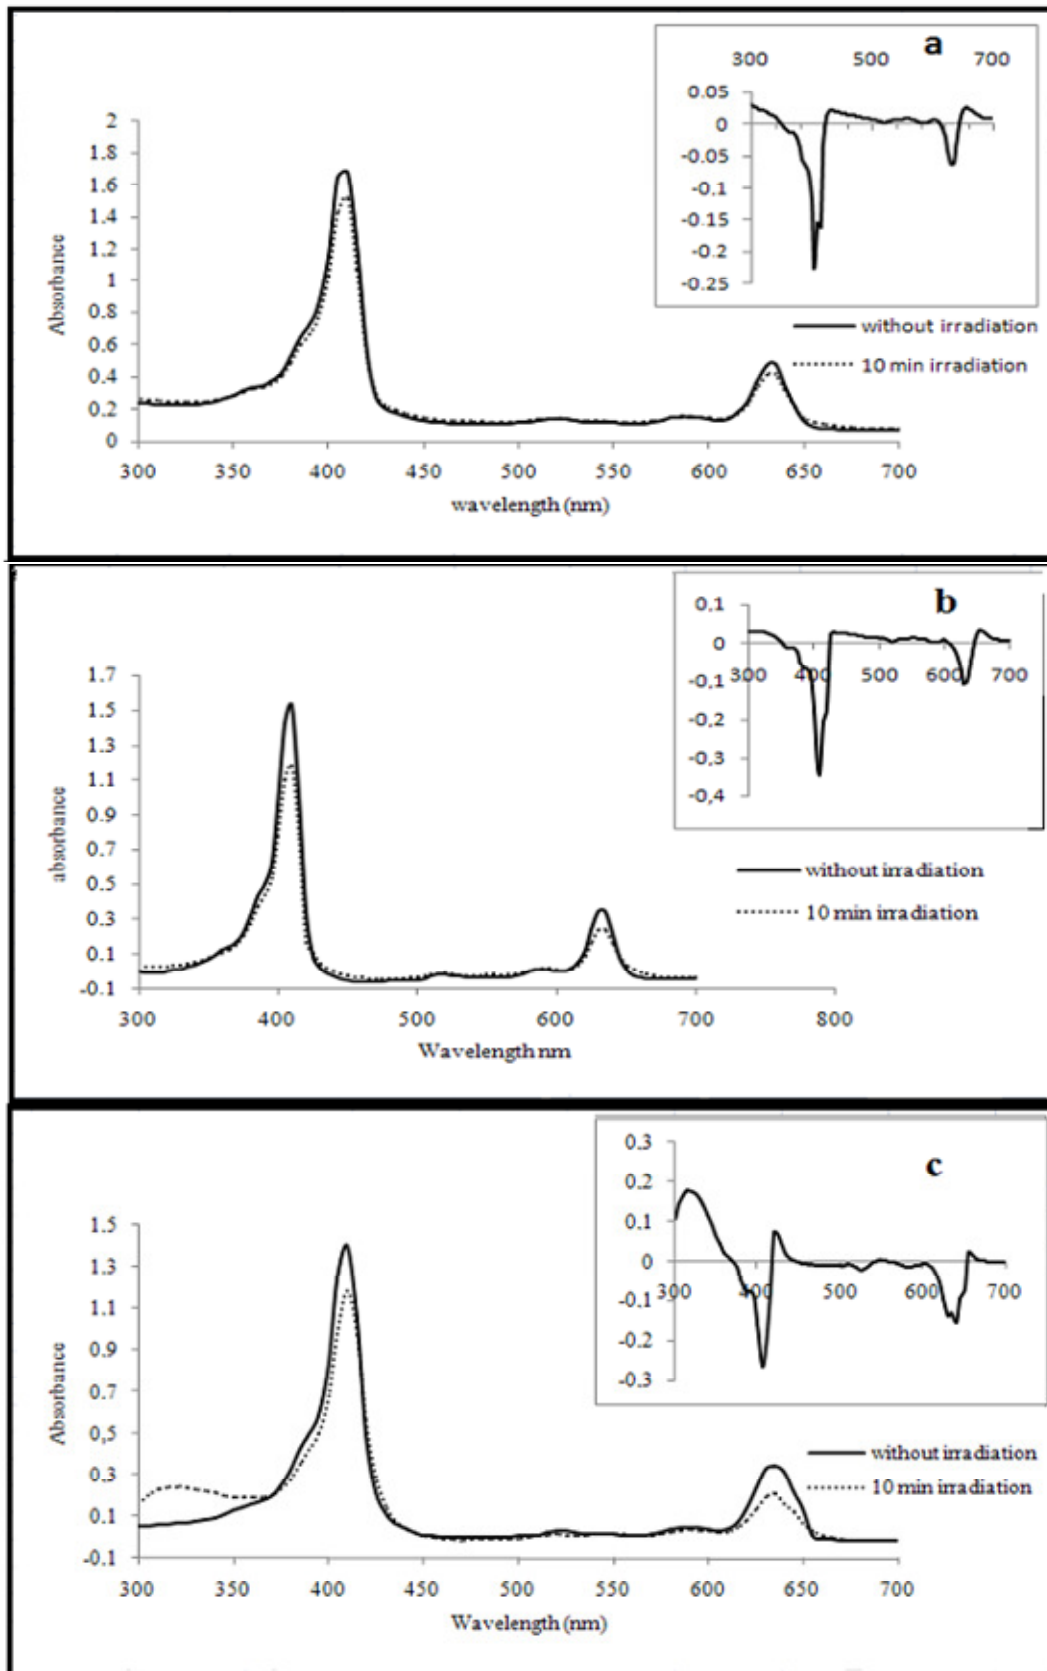 a
300 500 700
0.05
0
-0.05
-0.1
-0.15
-0.2
-0.25
2
1.8
1.6
1.4
1.2
1
0.8
0.6
0.4
0.2
0
Absorbance
300 350 400 450 500 550 600 650 700
wavelength (nm)
without irradiation
10 min irradiation
b
0,1
0
-0,1
-0,2
-0,3
-0,4
300 400 500 600 700
1.7
1.5
1.3
1.1
0.9
0.7
0.5
0.3
0.1
-0.1
absorbance
300 400 500 600 700 800
Wavelength nm
without irradiation
10 min irradiation
c
0.3
0.2
0.1
0
-0.1
-0.2
-0.3
300 400 500 600 700
1.5
1.3
1.1
0.9
0.7
0,5
0.3
0.1
-0.1
Absorbance
300 350 400 450 500 550 600 650 700
Wavelength (nm)
without irradiation
10 min irradiation